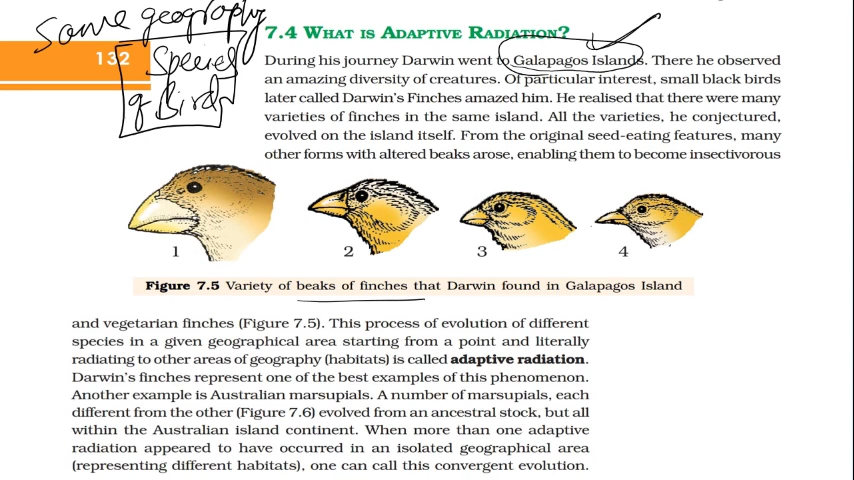 Same geography
Species
of Birds
132
7.4 WHAT IS ADAPTIVE RADIATION?
During his journey Darwin went to Galapagos Islands. There he observed
an amazing diversity of creatures. Of particular interest, small black birds
later called Darwin's Finches amazed him. He realised that there were many
varieties of finches in the same island. All the varieties, he conjectured,
evolved on the island itself. From the original seed-eating features, many
other forms with altered beaks arose, enabling them to become insectivorous
1 2 3 4
Figure 7.5 Variety of beaks of finches that Darwin found in Galapagos Island
and vegetarian finches (Figure 7.5). This process of evolution of different
species in a given geographical area starting from a point and literally
radiating to other areas of geography (habitats) is called adaptive radiation.
Darwin's finches represent one of the best examples of this phenomenon.
Another example is Australian marsupials. A number of marsupials, each
different from the other (Figure 7.6) evolved from an ancestral stock, but all
within the Australian island continent. When more than one adaptive
radiation appeared to have occurred in an isolated geographical area
(representing different habitats), one can call this convergent evolution.